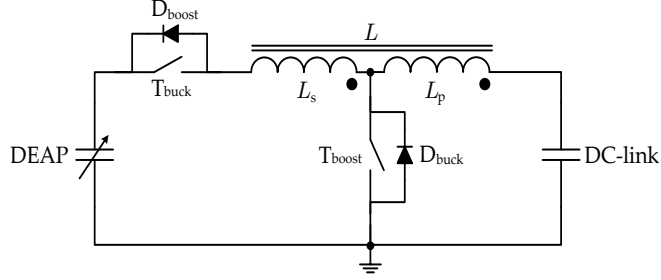 Dboost
L
Tbuck
Ls
Lp
DEAP
Tboost
Dbuck
DC-link